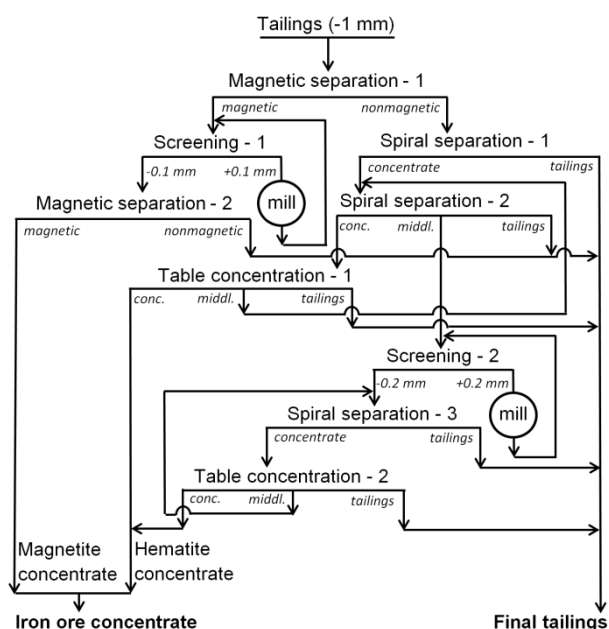 Tailings (-1 mm)
Magnetic separation - 1
magnetic nonmagnetic
Screening - 1 Spiral separation - 1
-0.1 mm +0.1 mm concentrate tailings
Magnetic separation - 2 mill Spiral separation - 2
magnetic nonmagnetic conc. middl. tailings
Table concentration - 1
conc. middl. tailings
Screening - 2
-0.2 mm +0.2 mm
Spiral separation - 3 mill
concentrate tailings
Table concentration - 2
conc. middl. tailings
Magnetite Hematite
concentrate concentrate
Iron ore concentrate Final tailings